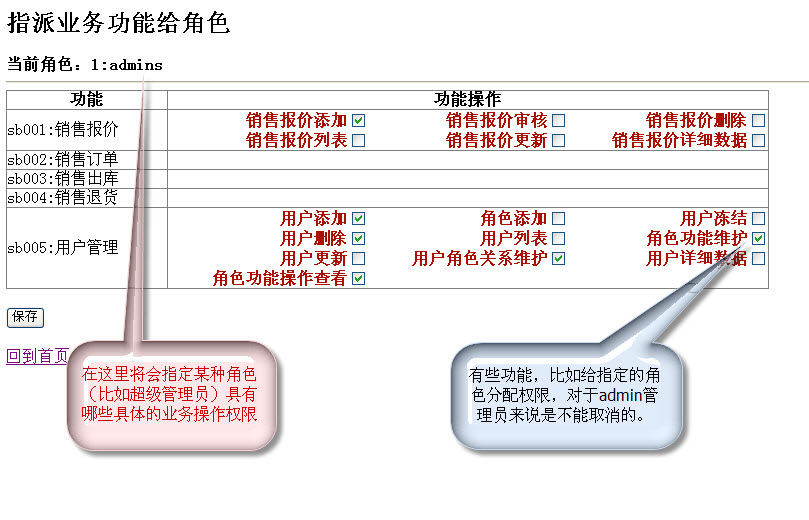 指派业务功能给角色
当前角色：1:admins
功能 功能操作
sb001:销售报价
销售报价添加 销售报价审核 销售报价删除
销售报价列表 销售报价更新 销售报价详细数据
sb002:销售订单
sb003:销售出库
sb004:销售退货
sb005:用户管理
用户添加 角色添加 用户冻结
用户删除 用户列表 角色功能维护
用户更新 用户角色关系维护 用户详细数据
角色功能操作查看
保存
回到首页
在这里将会指定某种角色
（比如超级管理员）具有
哪些具体的业务操作权限
有些功能，比如给指定的角
色分配权限，对于admin管
理员来说是不能取消的。